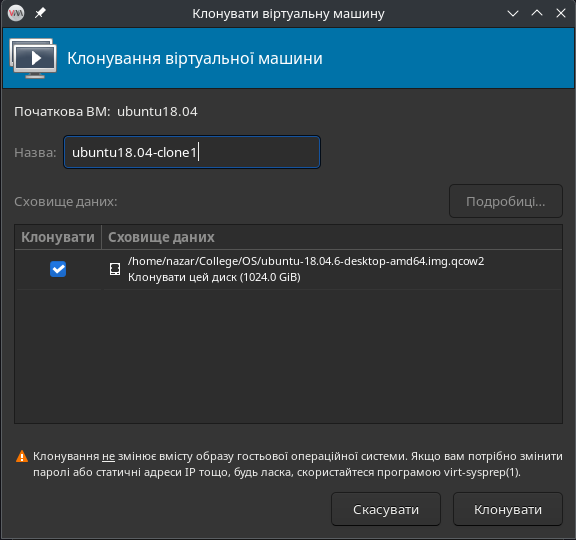 Клонувати віртуальну машину
Клонування віртуальної машини
Початкова ВМ: ubuntu18.04
Назва: ubuntu18.04-clone1
Сховище даних: Подробиці...
Клонувати Сховище даних
/home/nazar/College/OS/ubuntu-18.04.6-desktop-amd64.img.qcow2
Клонувати цей диск (1024.0 GiB)
Клонування не змінює вмісту образу гостьової операційної системи. Якщо вам потрібно змінити
паролі або статичні адреси IP тощо, будь ласка, скористайтеся програмою virt-sysprep(1).
Скасувати Клонувати